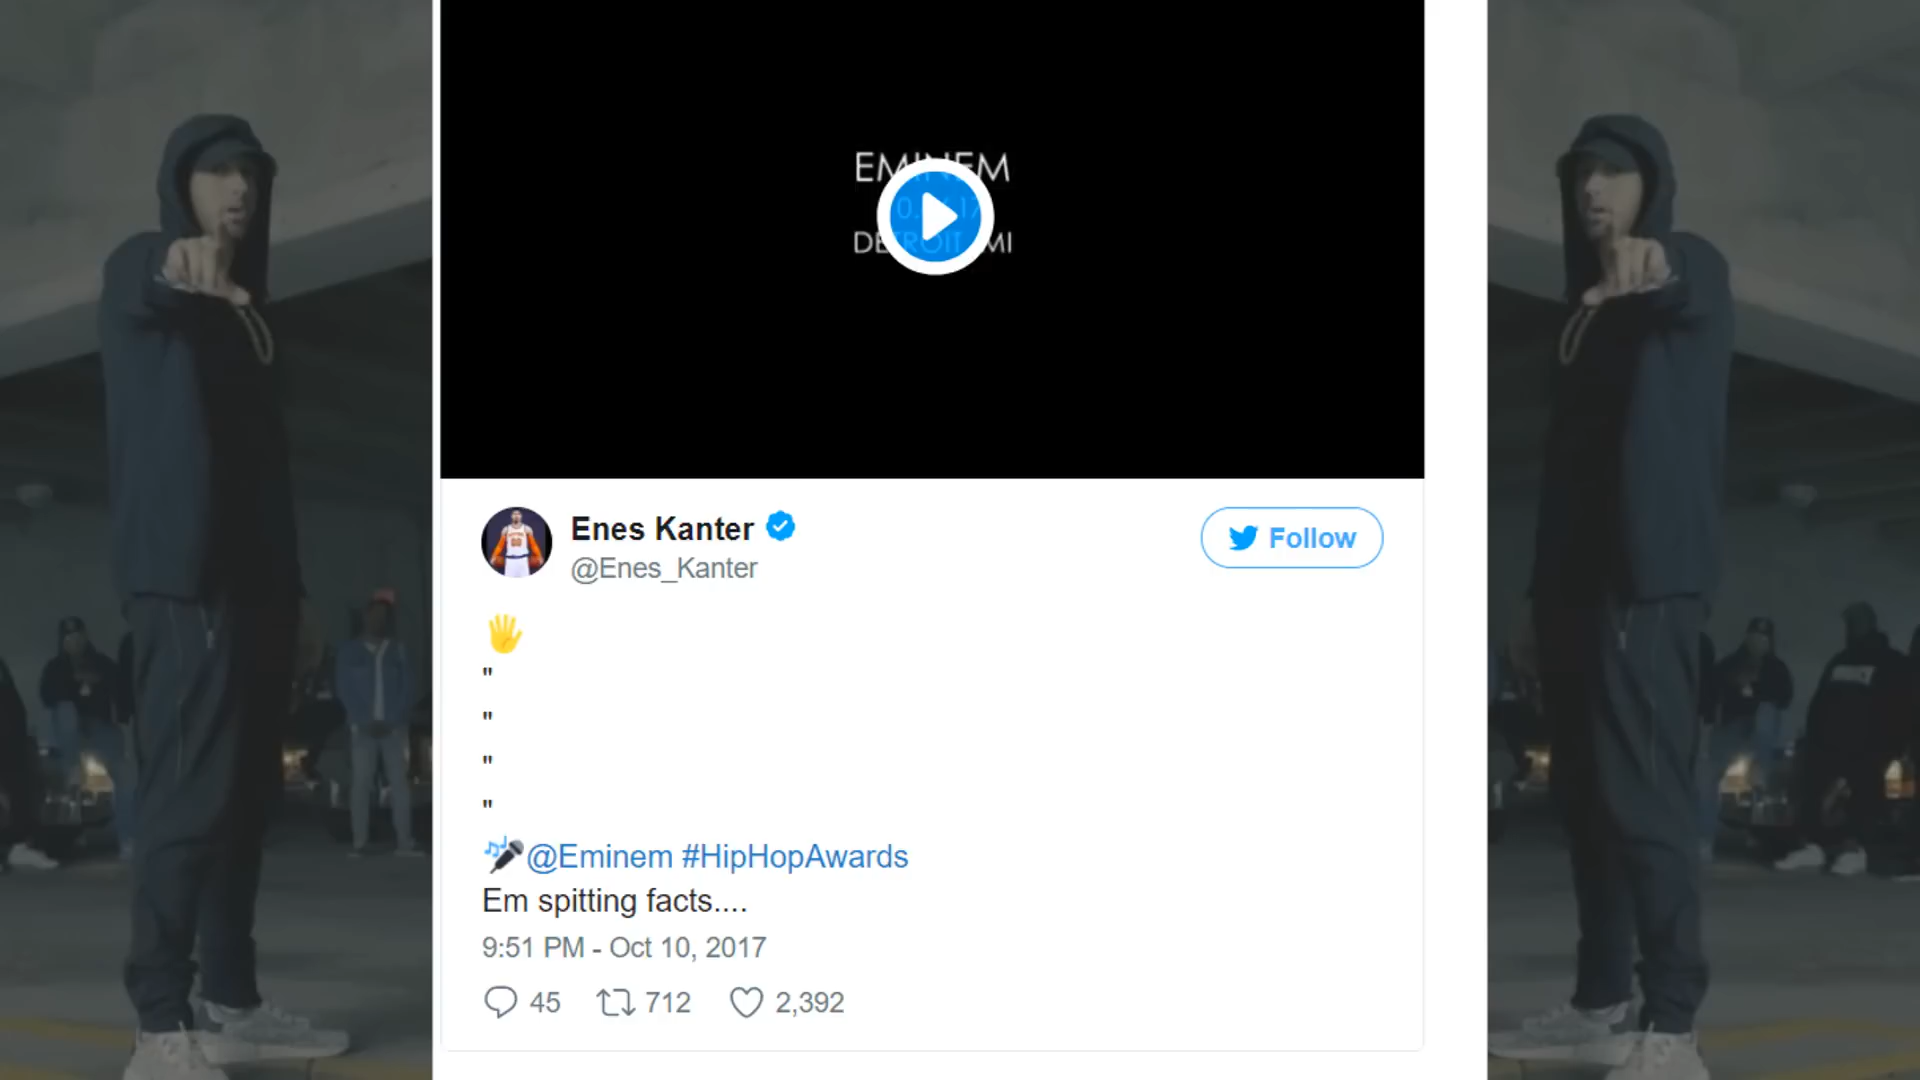 EMINEM
DETROIT MI
Enes Kanter
@Enes_Kanter
Follow
"
"
"
"
@Eminem #HipHopAwards
Em spitting facts....
9:51 PM - Oct 10, 2017
45 712 2,392